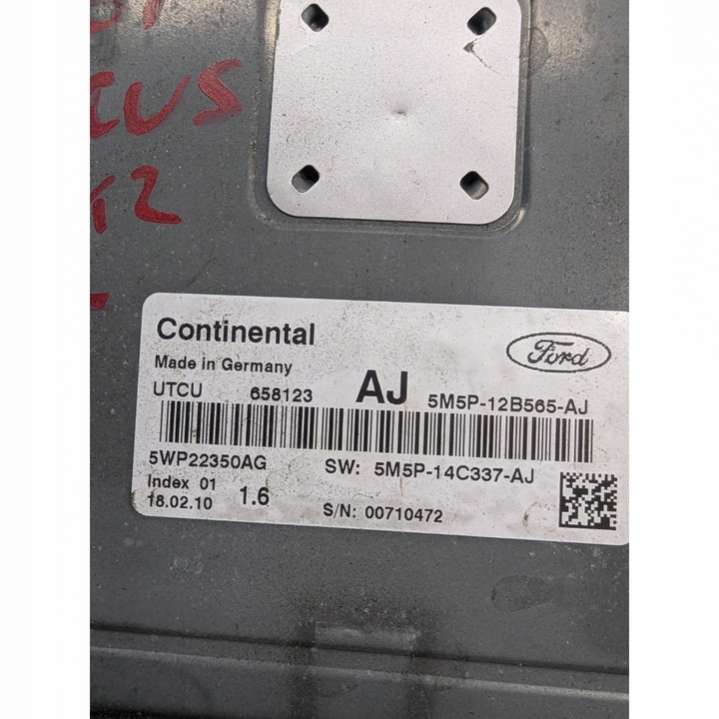 CUS
Continental
Ford
Made in Germany
UTCU 658123 AJ 5M5P-12B565-AJ
5WP22350AG SW: 5M5P-14C337-AJ
Index 01
18.02.10 1.6 S/N: 00710472